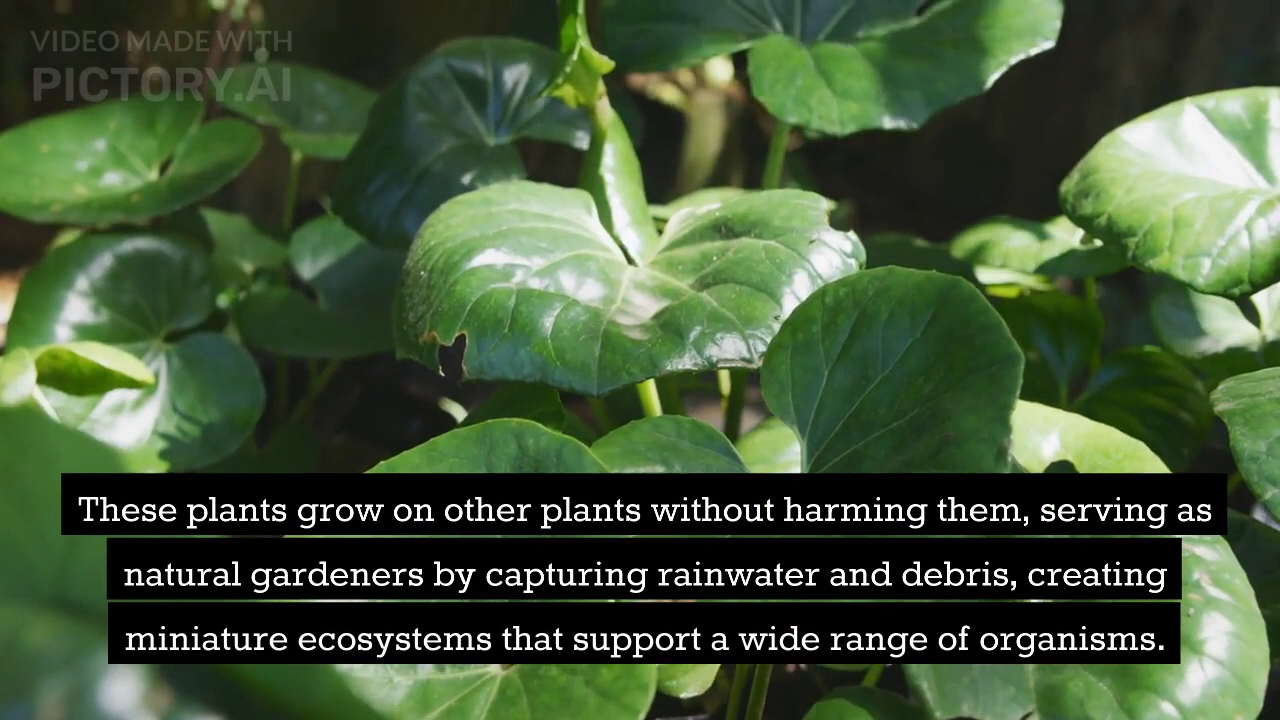 VIDEO MADE WITH
PICTORY.AI
These plants grow on other plants without harming them, serving as
natural gardeners by capturing rainwater and debris, creating
miniature ecosystems that support a wide range of organisms.